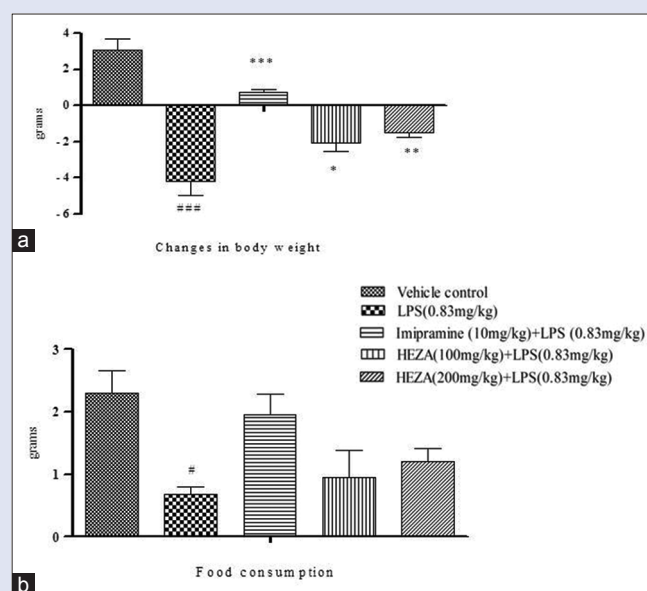 4
2
0
-2
-4
-6
grams
***
###
*
**
a
Changes in body weight
Vehicle control
LPS(0.83mg/kg)
Imipramine (10mg/kg)+LPS (0.83mg/kg)
HEZA(100mg/kg)+LPS(0.83mg/kg)
HEZA(200mg/kg)+LPS(0.83mg/kg)
3
2
1
0
grams
#
b
Food consumption